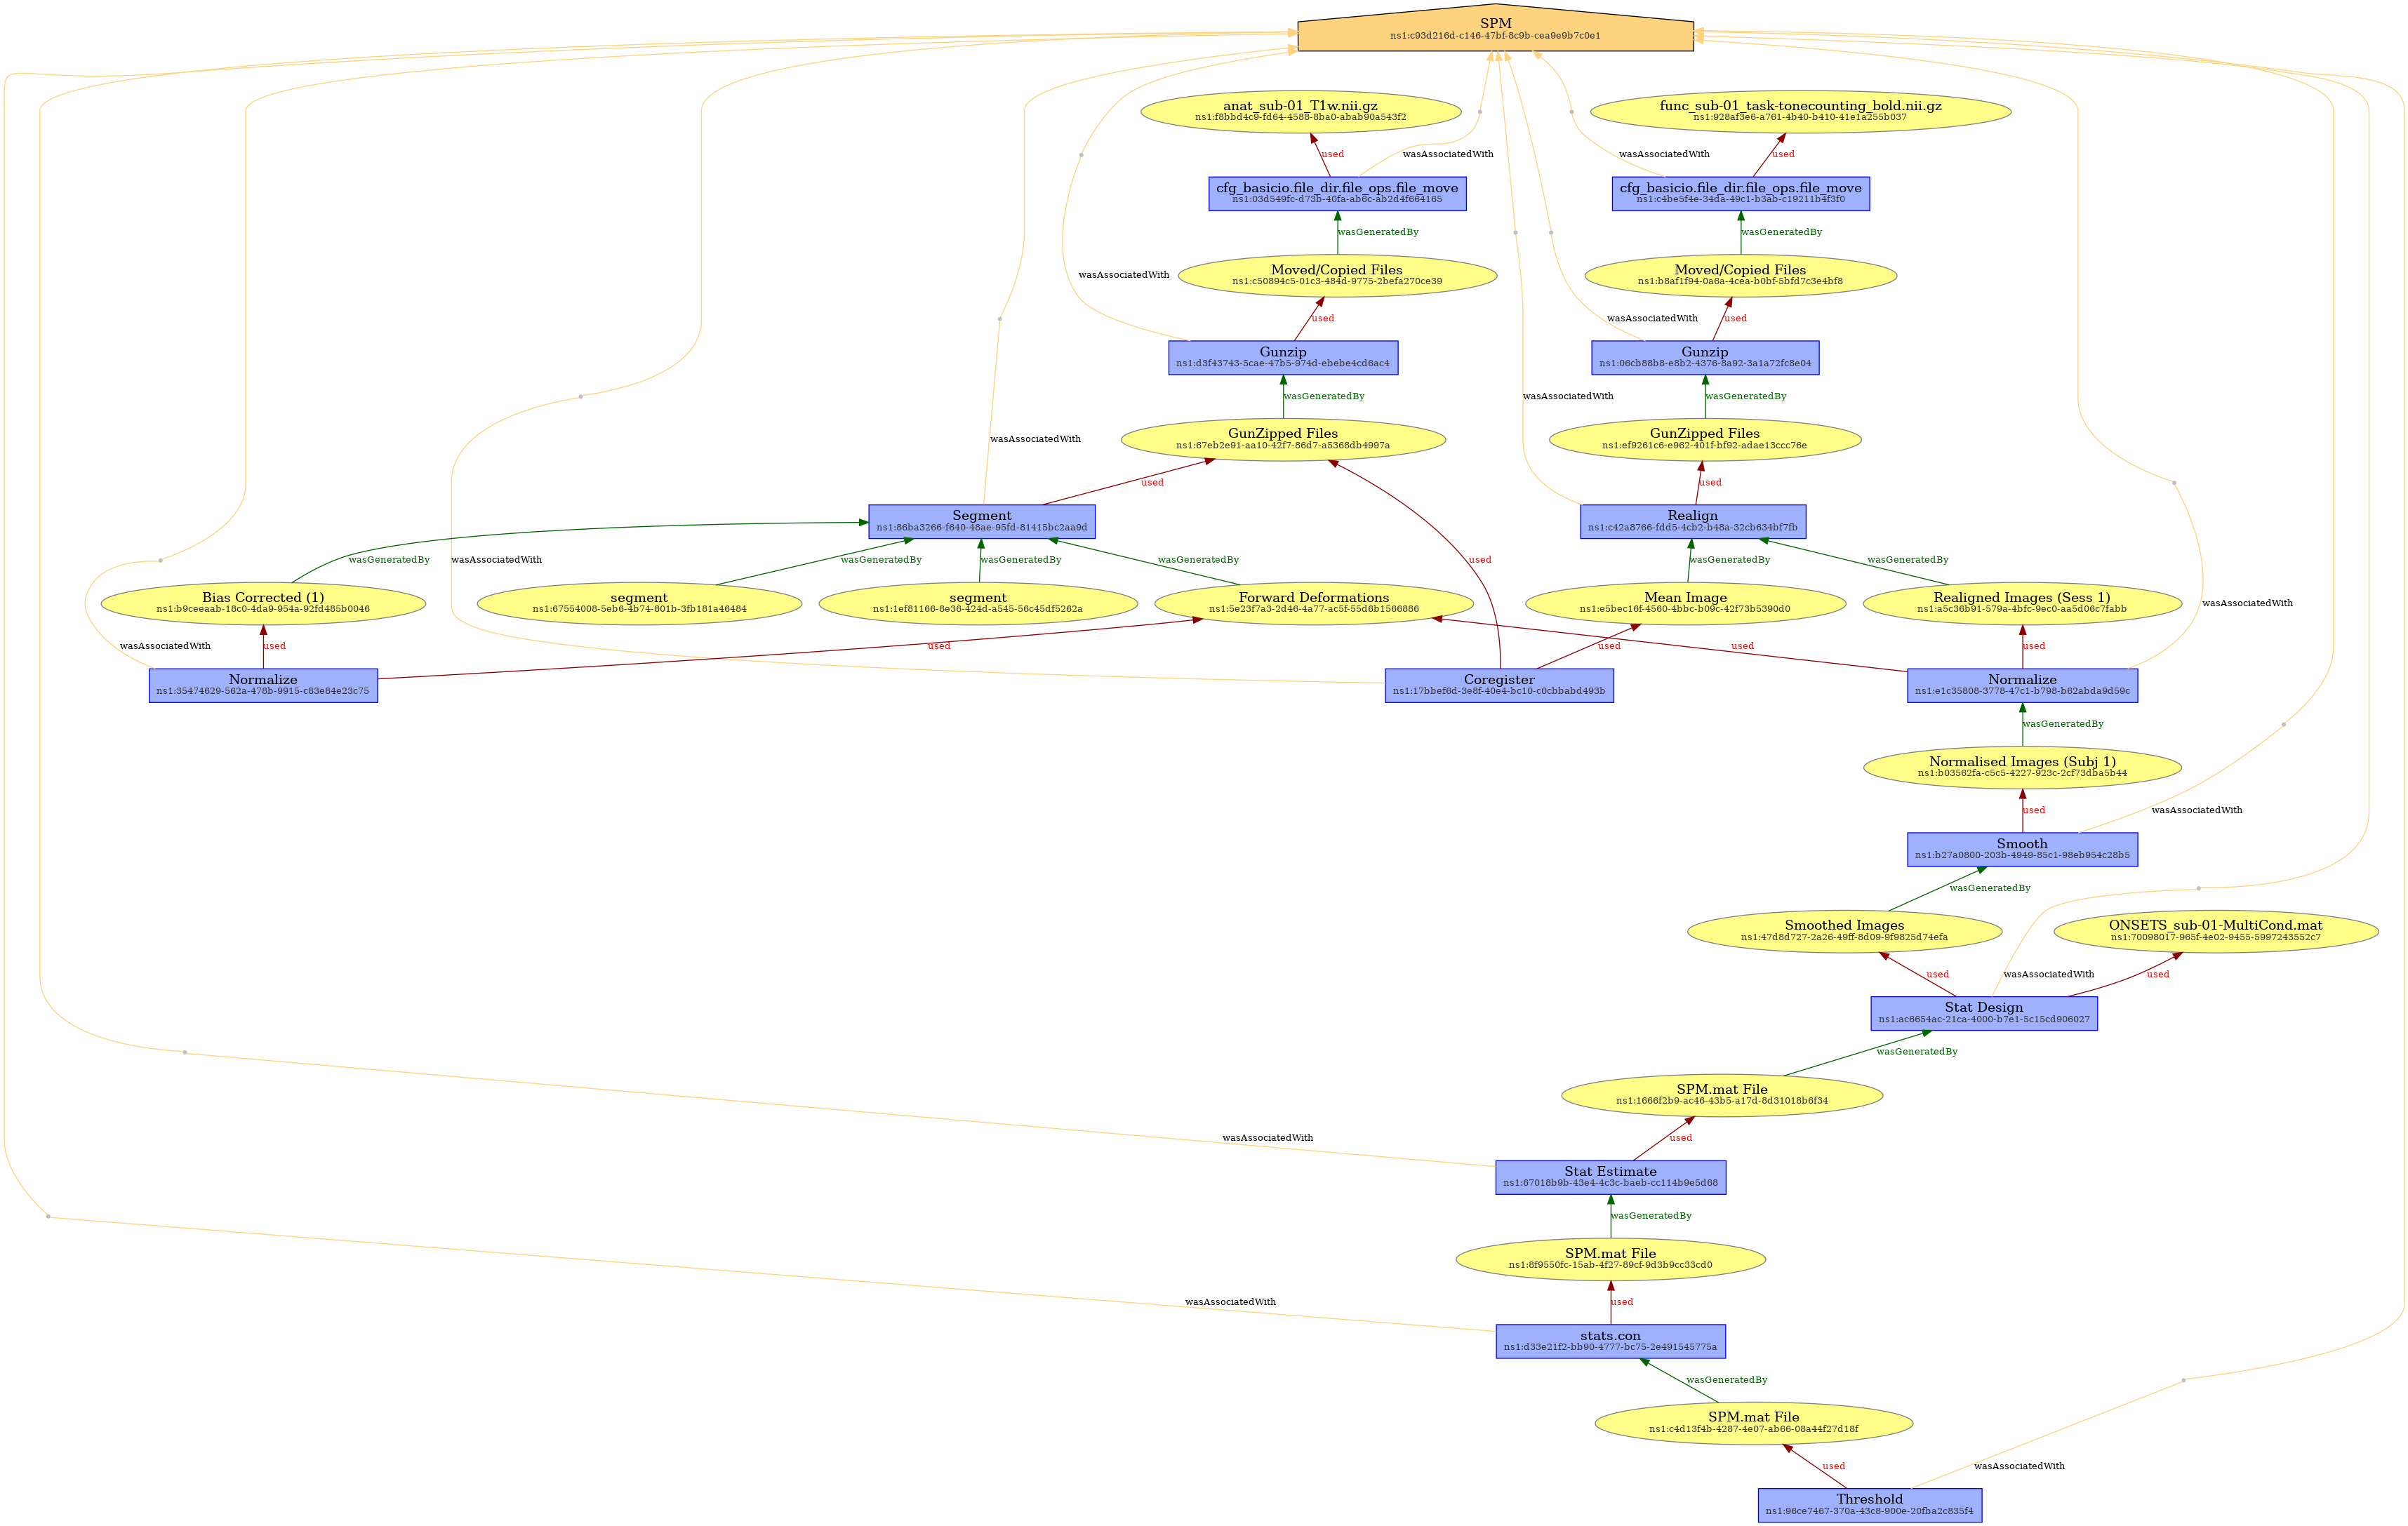 SPM
ns1:c93d216d-c146-47bf-8c9b-cea9e9b7c0e1
anat_sub-01_T1w.nii.gz
ns1:f8bbd4c9-fd64-4588-8ba0-abab90a543f2
func_sub-01_task-tonecounting_bold.nii.gz
ns1:928af3e6-a761-4b40-b410-41e1a255b037
used
wasAssociatedWith
wasAssociatedWith
used
cfg_basicio.file_dir.file_ops.file_move
ns1:03d549fc-d73b-40fa-ab6c-ab2d4f664165
cfg_basicio.file_dir.file_ops.file_move
ns1:c4be5f4e-34da-49c1-b3ab-c19211b4f3f0
wasGeneratedBy
wasGeneratedBy
wasAssociatedWith
Moved/Copied Files
ns1:c50894c5-01c3-484d-9775-2befa270ce39
Moved/Copied Files
ns1:b8af1f94-0a6a-4cea-b0bf-5bfd7c3e4bf8
used
wasAssociatedWith
used
Gunzip
ns1:d3f43743-5cae-47b5-974d-ebebe4cd6ac4
Gunzip
ns1:06cb88b8-e8b2-4376-8a92-3a1a72fc8e04
wasGeneratedBy
wasAssociatedWith
wasGeneratedBy
wasAssociatedWith
GunZipped Files
ns1:67eb2e91-aa10-42f7-86d7-a5368db4997a
GunZipped Files
ns1:ef9261c6-e962-401f-bf92-adae13ccc76e
used
used
Segment
ns1:86ba3266-f640-48ae-95fd-81415bc2aa9d
Realign
ns1:c42a8766-fdd5-4cb2-b48a-32cb634bf7fb
wasGeneratedBy
wasAssociatedWith
wasGeneratedBy
wasGeneratedBy
wasGeneratedBy
used
wasGeneratedBy
wasGeneratedBy
Bias Corrected (1)
ns1:b9ceeaab-18c0-4da9-954a-92fd485b0046
segment
ns1:67554008-5eb6-4b74-801b-3fb181a46484
segment
ns1:1ef81166-8e36-424d-a545-56c45df5262a
Forward Deformations
ns1:5e23f7a3-2d46-4a77-ac5f-55d6b1566886
Mean Image
ns1:e5bec16f-4560-4bbc-b09c-42f73b5390d0
Realigned Images (Sess 1)
ns1:a5c36b91-579a-4bfc-9ec0-aa5d06c7fabb
wasAssociatedWith
wasAssociatedWith
used
used
used
used
used
Normalize
ns1:35474629-562a-478b-9915-c83e84e23c75
Coregister
ns1:17bbef6d-3e8f-40e4-bc10-c0cbbabd493b
Normalize
ns1:e1c35808-3778-47c1-b798-b62abda9d59c
wasGeneratedBy
Normalised Images (Subj 1)
ns1:b03562fa-c5c5-4227-923c-2cf73dba5b44
used
wasAssociatedWith
Smooth
ns1:b27a0800-203b-4949-85c1-98eb954c28b5
wasGeneratedBy
Smoothed Images
ns1:47d8d727-2a26-49ff-8d09-9f9825d74efa
ONSETS_sub-01-MultiCond.mat
ns1:70098017-965f-4e02-9455-5997243552c7
used
wasAssociatedWith
used
Stat Design
ns1:ac6654ac-21ca-4000-b7e1-5c15cd906027
wasGeneratedBy
SPM.mat File
ns1:1666f2b9-ac46-43b5-a17d-8d31018b6f34
wasAssociatedWith
used
Stat Estimate
ns1:67018b9b-43e4-4c3c-baeb-cc114b9e5d68
wasGeneratedBy
SPM.mat File
ns1:8f9550fc-15ab-4f27-89cf-9d3b9cc33cd0
wasAssociatedWith
used
stats.con
ns1:d33e21f2-bb90-4777-bc75-2e491545775a
wasGeneratedBy
SPM.mat File
ns1:c4d13f4b-4287-4e07-ab66-08a44f27d18f
used
wasAssociatedWith
Threshold
ns1:96ce7467-370a-43c8-900e-20fba2c835f4